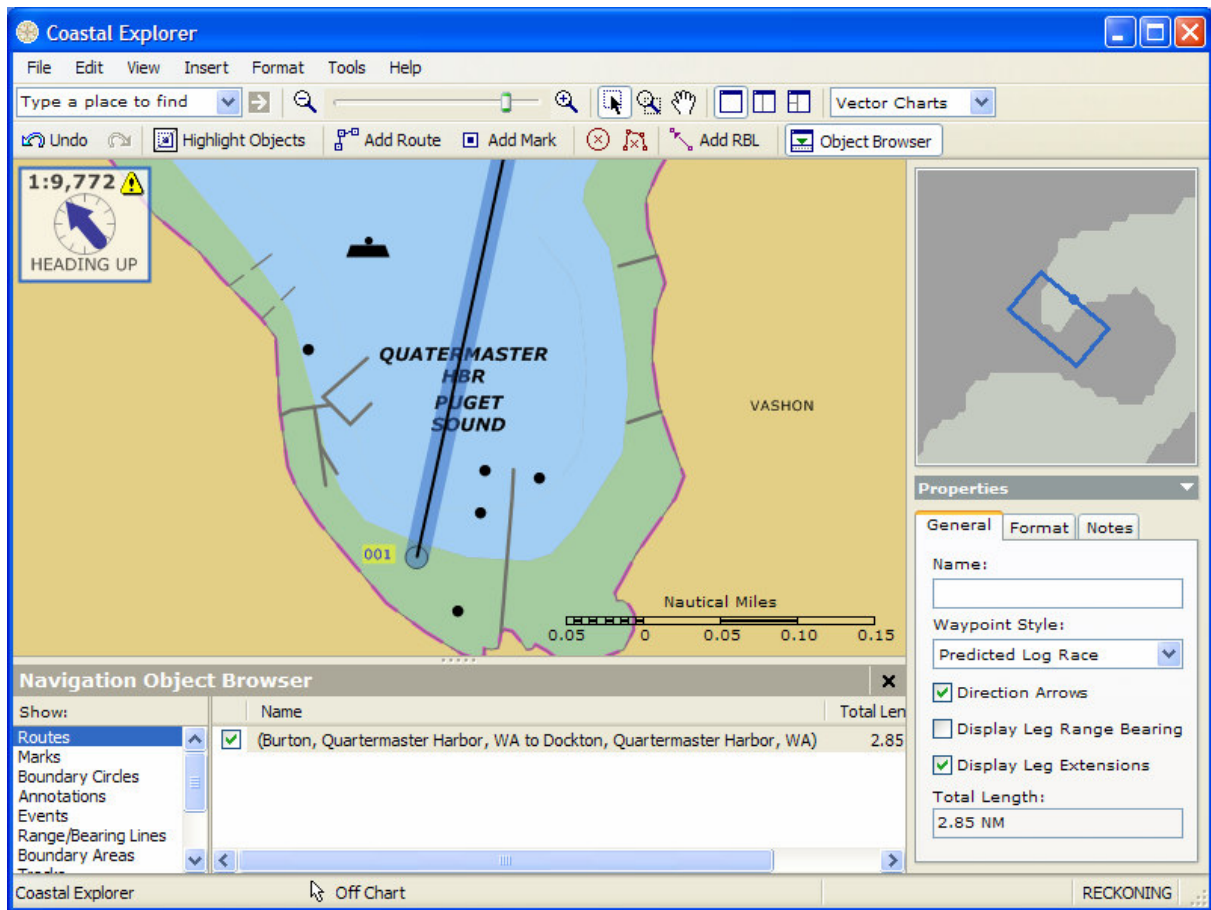 Coastal Explorer
File Edit View Insert Format Tools Help
Type a place to find
Vector Charts
Undo Highlight Objects Add Route Add Mark Add RBL Object Browser
1:9,772
HEADING UP
QUATERMASTER
HBR
PUGET
SOUND
VASHON
001
Nautical Miles
0.05 0 0.05 0.10 0.15
Properties
General Format Notes
Name:
Waypoint Style:
Predicted Log Race
Direction Arrows
Display Leg Range Bearing
Display Leg Extensions
Total Length:
2.85 NM
Navigation Object Browser
Show:
Name Total Len
Routes
Marks
Boundary Circles
Annotations
Events
Range/Bearing Lines
Boundary Areas
(Burton, Quartermaster Harbor, WA to Dockton, Quartermaster Harbor, WA) 2.85
Coastal Explorer Off Chart RECKONING